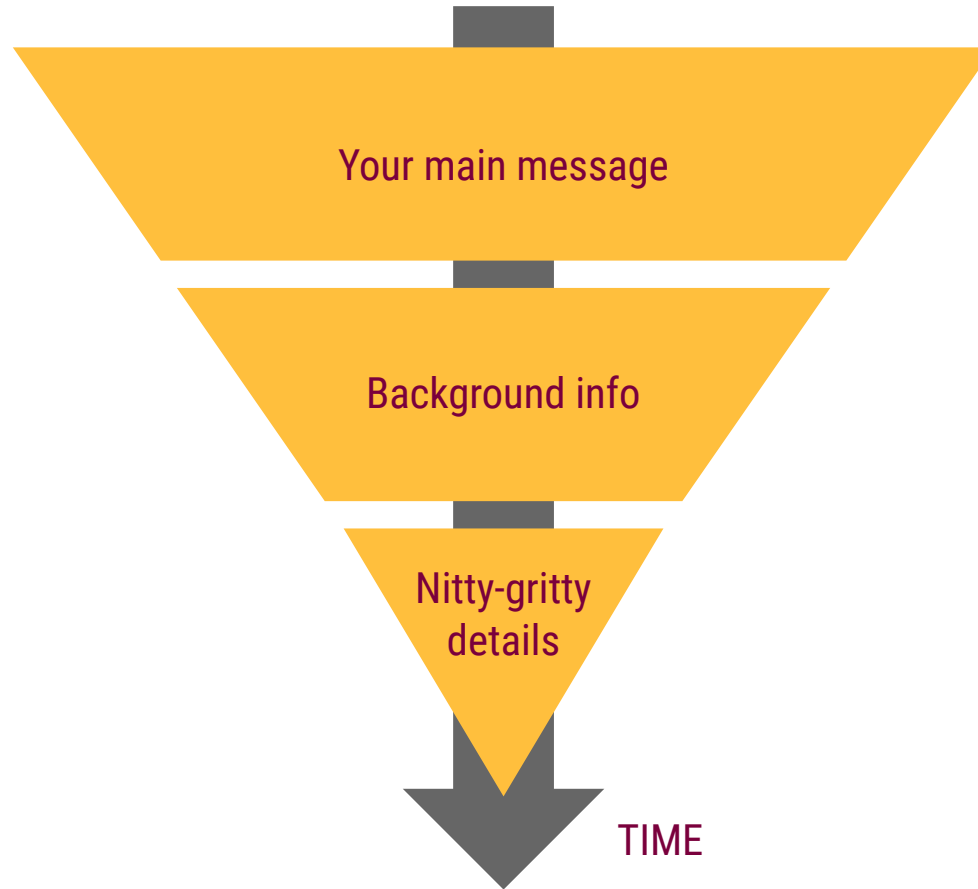 Your main message
Background info
Nitty-gritty
details
TIME